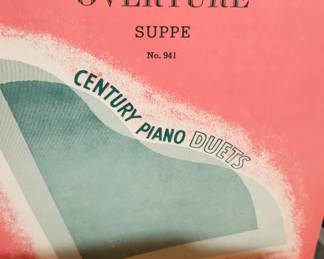 OVERTURE
SUPPE
No. 941
CENTURY PIANO DUETS